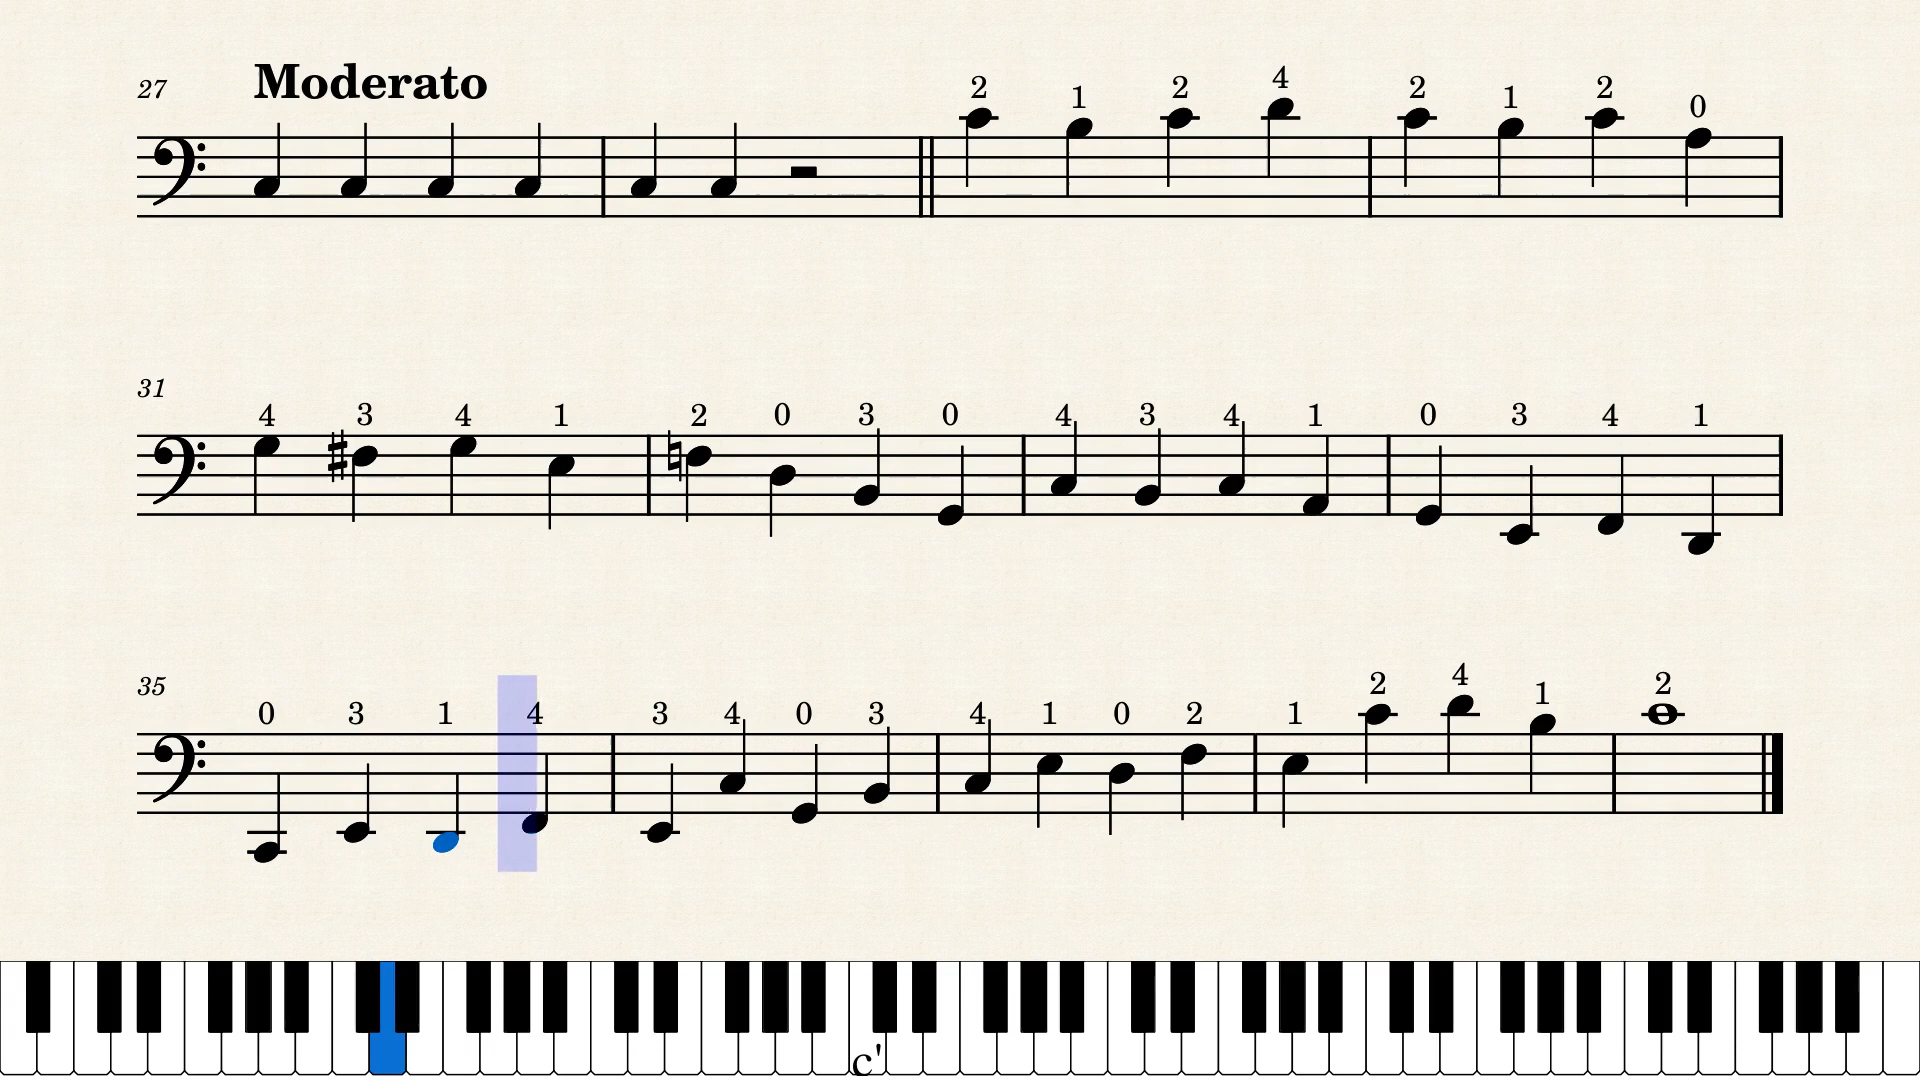 27 Moderato
2 1 2 4 2 1 2 0
31
4 3 4 1 2 0 3 0 4 3 4 1 0 3 4 1
35
0 3 1 4 3 4 0 3 4 1 0 2 1 2 4 1 2
c'